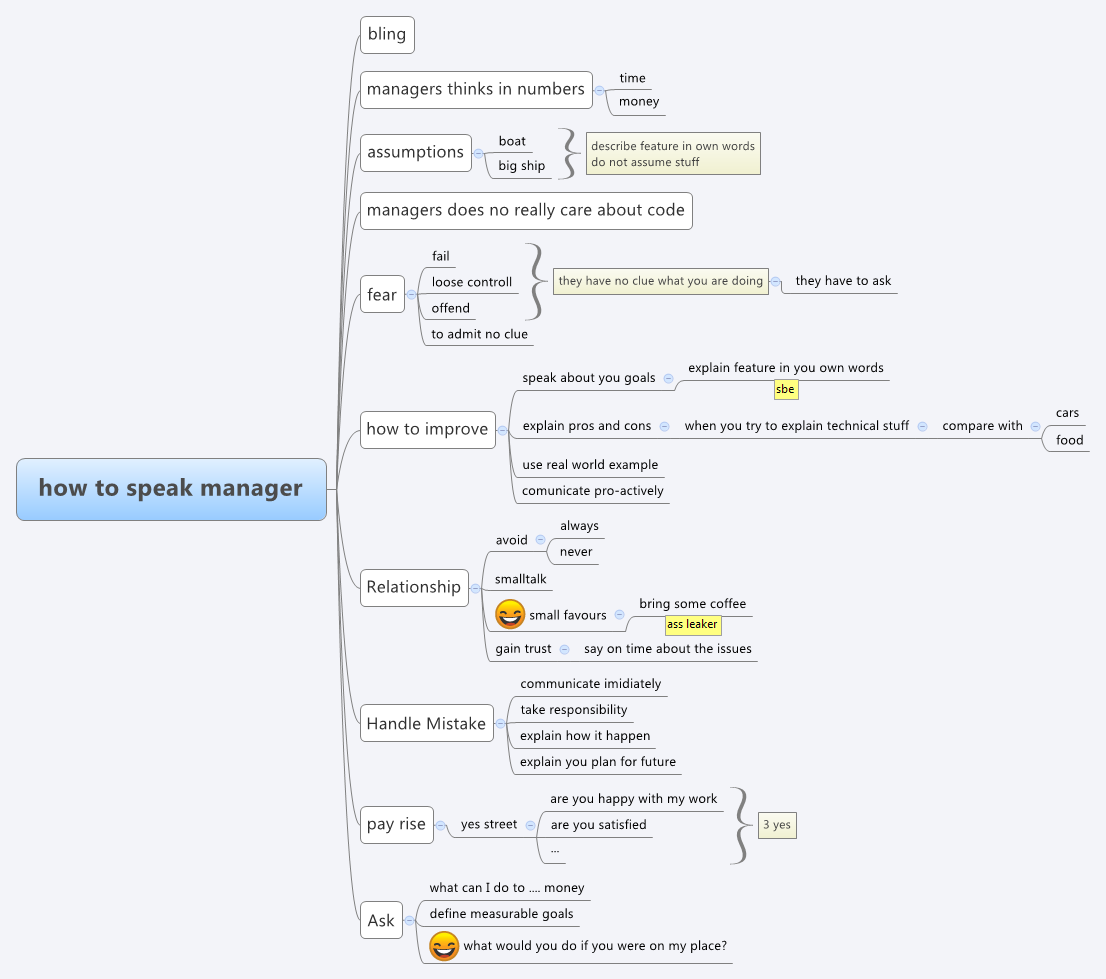 how to speak manager
bling
managers thinks in numbers
time
money
assumptions
boat
big ship
describe feature in own words
do not assume stuff
managers does no really care about code
fear
fail
loose controll
offend
to admit no clue
they have no clue what you are doing
they have to ask
how to improve
speak about you goals
explain feature in you own words
sbe
explain pros and cons
when you try to explain technical stuff
compare with
cars
food
use real world example
comunicate pro-actively
Relationship
avoid
always
never
smalltalk
small favours
bring some coffee
ass leaker
gain trust
say on time about the issues
Handle Mistake
communicate imidiately
take responsibility
explain how it happen
explain you plan for future
pay rise
yes street
are you happy with my work
are you satisfied
...
3 yes
Ask
what can I do to .... money
define measurable goals
what would you do if you were on my place?